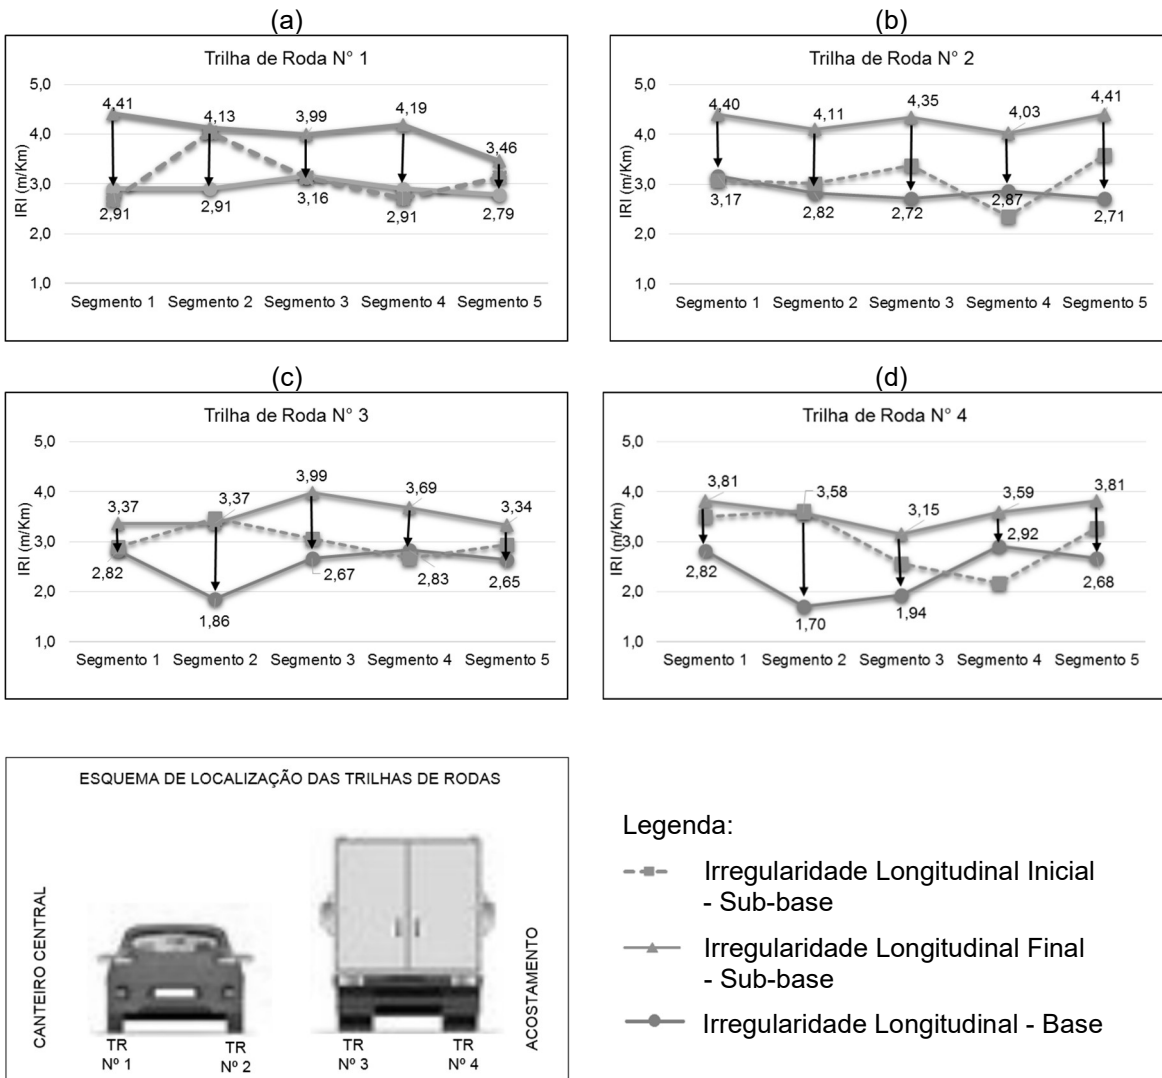 (a)
Trilha de Roda N° 1
5,0
4,0
3,0
2,0
1,0
IRI (m/Km)
4,41
4,13
3,99
4,19
3,46
2,91
2,91
3,16
2,91
2,79
Segmento 1 Segmento 2 Segmento 3 Segmento 4 Segmento 5
(b)
Trilha de Roda N° 2
5,0
4,0
3,0
2,0
1,0
IRI (m/Km)
4,40
4,11
4,35
4,03
4,41
3,17
2,82
2,72
2,87
2,71
Segmento 1 Segmento 2 Segmento 3 Segmento 4 Segmento 5
(c)
Trilha de Roda N° 3
5,0
4,0
3,0
2,0
1,0
IRI (m/Km)
3,37
3,37
3,99
3,69
3,34
2,82
1,86
2,67
2,83
2,65
Segmento 1 Segmento 2 Segmento 3 Segmento 4 Segmento 5
(d)
Trilha de Roda N° 4
5,0
4,0
3,0
2,0
1,0
IRI (m/Km)
3,81
3,58
3,15
3,59
3,81
2,82
1,70
1,94
2,92
2,68
Segmento 1 Segmento 2 Segmento 3 Segmento 4 Segmento 5
ESQUEMA DE LOCALIZAÇÃO DAS TRILHAS DE RODAS
CANTEIRO CENTRAL
ACOSTAMENTO
TR
Nº 1
TR
Nº 2
TR
Nº 3
TR
Nº 4
Legenda:
Irregularidade Longitudinal Inicial
- Sub-base
Irregularidade Longitudinal Final
- Sub-base
Irregularidade Longitudinal - Base